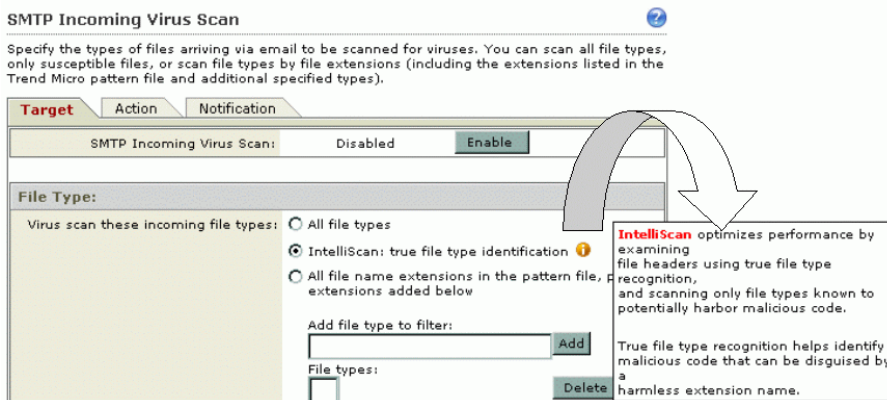 SMTP Incoming Virus Scan
Specify the types of files arriving via email to be scanned for viruses. You can scan all file types,
only susceptible files, or scan file types by file extensions (including the extensions listed in the
Trend Micro pattern file and additional specified types).
Target Action Notification
SMTP Incoming Virus Scan: Disabled Enable
File Type:
Virus scan these incoming file types: All file types
IntelliScan: true file type identification
All file name extensions in the pattern file, p
extensions added below
Add file type to filter:
Add
File types:
Delete
IntelliScan optimizes performance by
examining
file headers using true file type
recognition,
and scanning only file types known to
potentially harbor malicious code.
True file type recognition helps identify
malicious code that can be disguised by
a
harmless extension name.